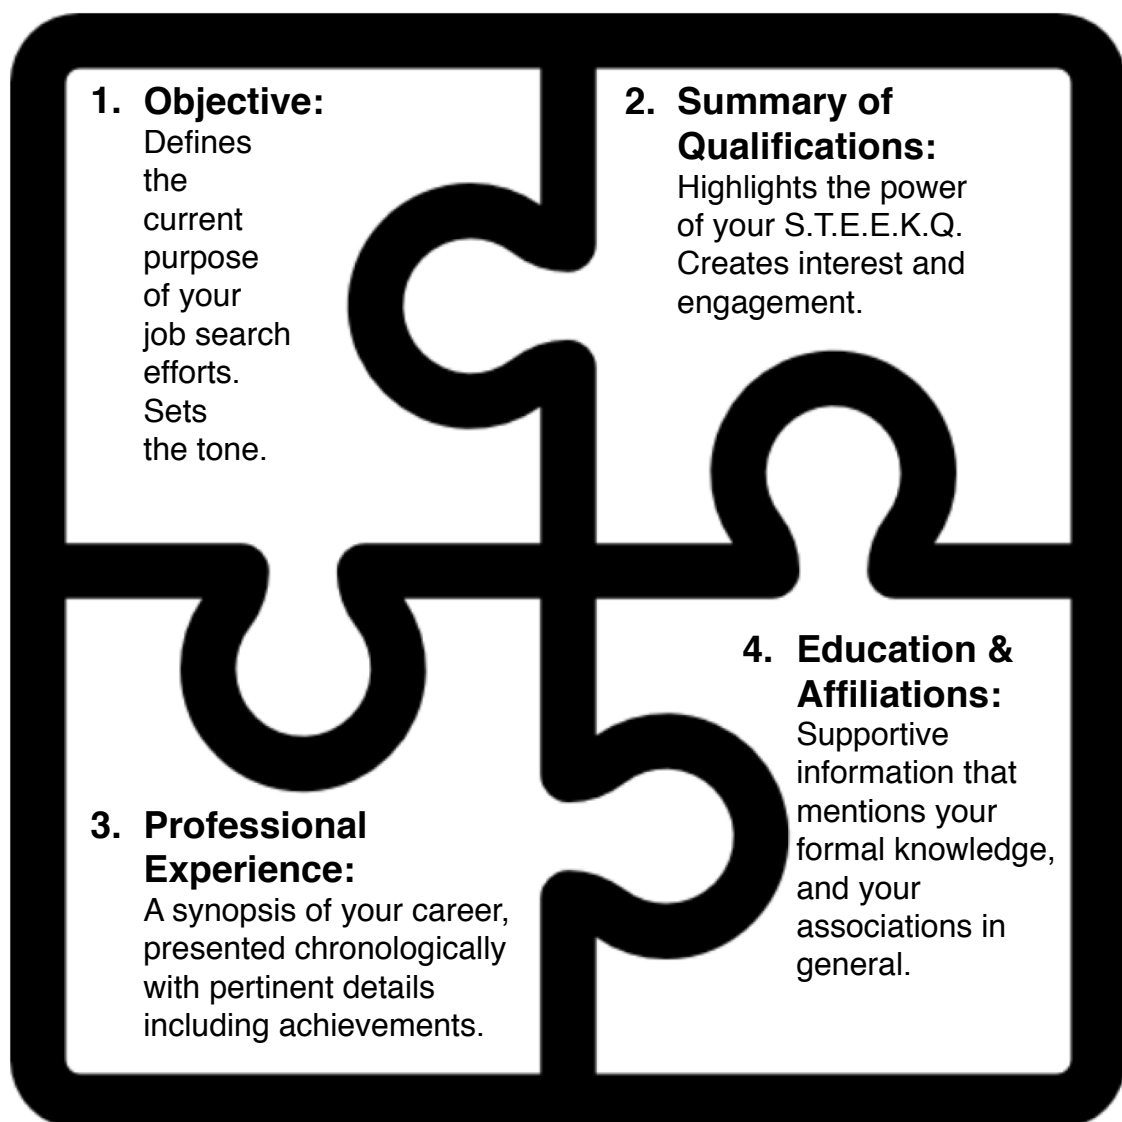 1. Objective:
Defines
the
current
purpose
of your
job search
efforts.
Sets
the tone.
2. Summary of
Qualifications:
Highlights the power
of your S.T.E.E.K.Q.
Creates interest and
engagement.
3. Professional
Experience:
A synopsis of your career,
presented chronologically
with pertinent details
including achievements.
4. Education &
Affiliations:
Supportive
information that
mentions your
formal knowledge,
and your
associations in
general.